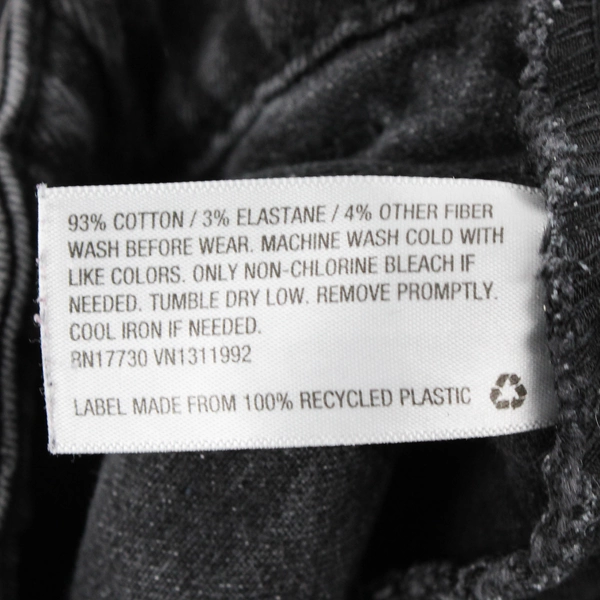 93% COTTON / 3% ELASTANE / 4% OTHER FIBER
WASH BEFORE WEAR. MACHINE WASH COLD WITH
LIKE COLORS. ONLY NON-CHLORINE BLEACH IF
NEEDED. TUMBLE DRY LOW. REMOVE PROMPTLY.
COOL IRON IF NEEDED.
RN17730 VN1311992
LABEL MADE FROM 100% RECYCLED PLASTIC